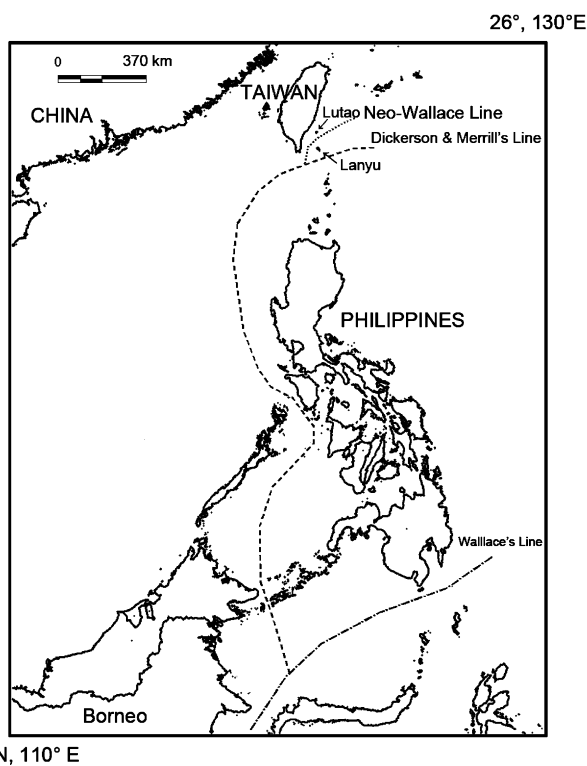 26°, 130°E
0 370 km
TAIWAN
CHINA
Lutao Neo-Wallace Line
Dickerson & Merrill's Line
Lanyu
PHILIPPINES
Walllace's Line
Borneo
N, 110° E